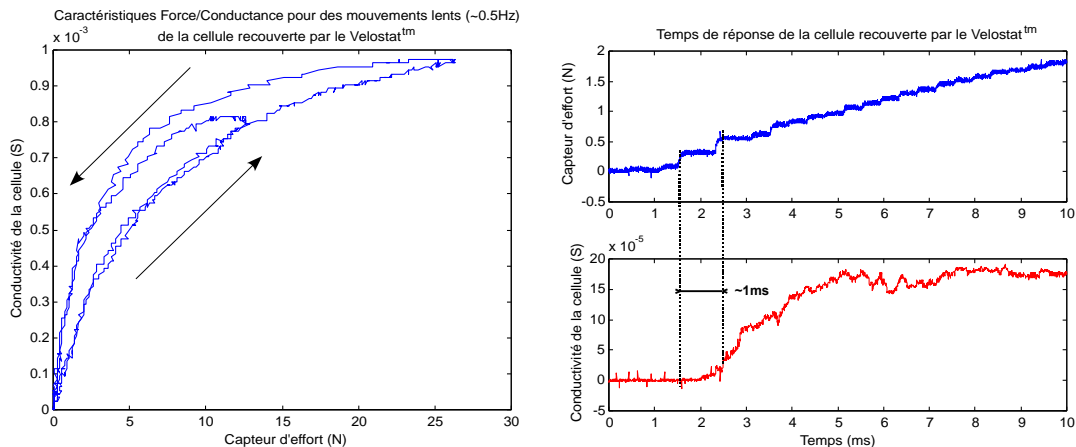 Caractéristiques Force/Conductance pour des mouvements lents (~0.5Hz)
de la cellule recouverte par le Velostat^tm
x 10^-3
1
0.9
0.8
0.7
0.6
0.5
0.4
0.3
0.2
0.1
0
0 5 10 15 20 25 30
Conductivité de la cellule (S)
Capteur d'effort (N)
Temps de réponse de la cellule recouverte par le Velostat^tm
2
1.5
1
0.5
0
-0.5
0 1 2 3 4 5 6 7 8 9 10
Capteur d'effort (N)
x 10^-5
20
15
10
5
0
-5
~1ms
0 1 2 3 4 5 6 7 8 9 10
Conductivité de la cellule (S)
Temps (ms)